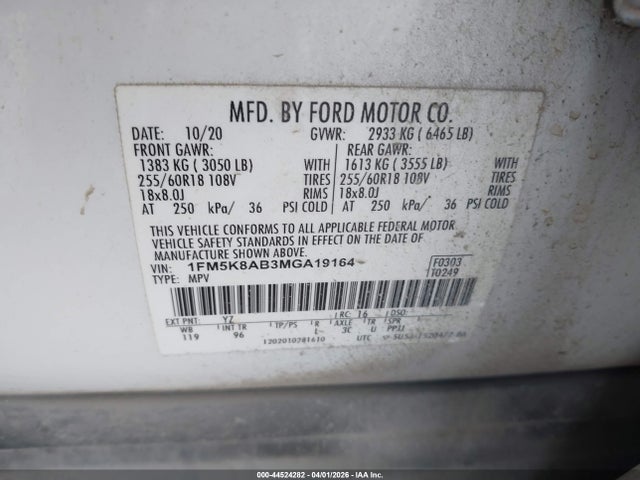 MFD. BY FORD MOTOR CO.
DATE: 10/20 GVWR: 2933 KG ( 6465 LB)
FRONT GAWR: REAR GAWR:
1383 KG ( 3050 LB) WITH 1613 KG ( 3555 LB) WITH
255/60R18 108V TIRES 255/60R18 108V TIRES
18x8.0J RIMS 18x8.0J RIMS
AT 250 kPa/ 36 PSI COLD AT 250 kPa/ 36 PSI COLD
THIS VEHICLE CONFORMS TO ALL APPLICABLE FEDERAL MOTOR
VEHICLE SAFETY STANDARDS IN EFFECT ON THE DATE OF
MANUFACTURE SHOWN ABOVE.
VIN: 1FM5K8AB3MGA19164 F0303
TYPE: MPV T0249
EXT PNT: YZ RC: 16 DSO:
WB INT TR TP/PS R AXLE TR SPR
119 96 L 3C U PPJJ
1202010281610 UTC
000-44524282 - 04/01/2026 - IAA Inc.